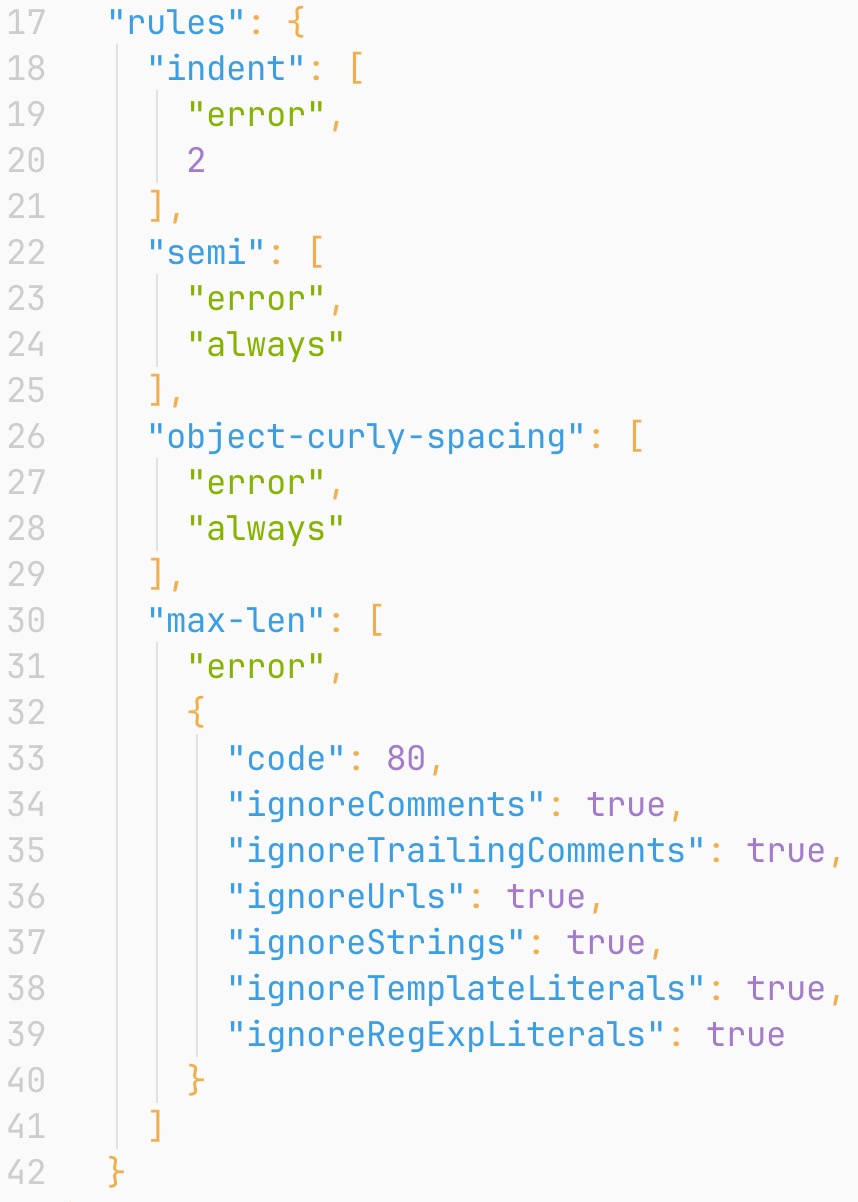 17 "rules": {
18 "indent": [
19 "error",
20 2
21 ],
22 "semi": [
23 "error",
24 "always"
25 ],
26 "object-curly-spacing": [
27 "error",
28 "always"
29 ],
30 "max-len": [
31 "error",
32 {
33 "code": 80,
34 "ignoreComments": true,
35 "ignoreTrailingComments": true,
36 "ignoreUrls": true,
37 "ignoreStrings": true,
38 "ignoreTemplateLiterals": true,
39 "ignoreRegExpLiterals": true
40 }
41 ]
42 }